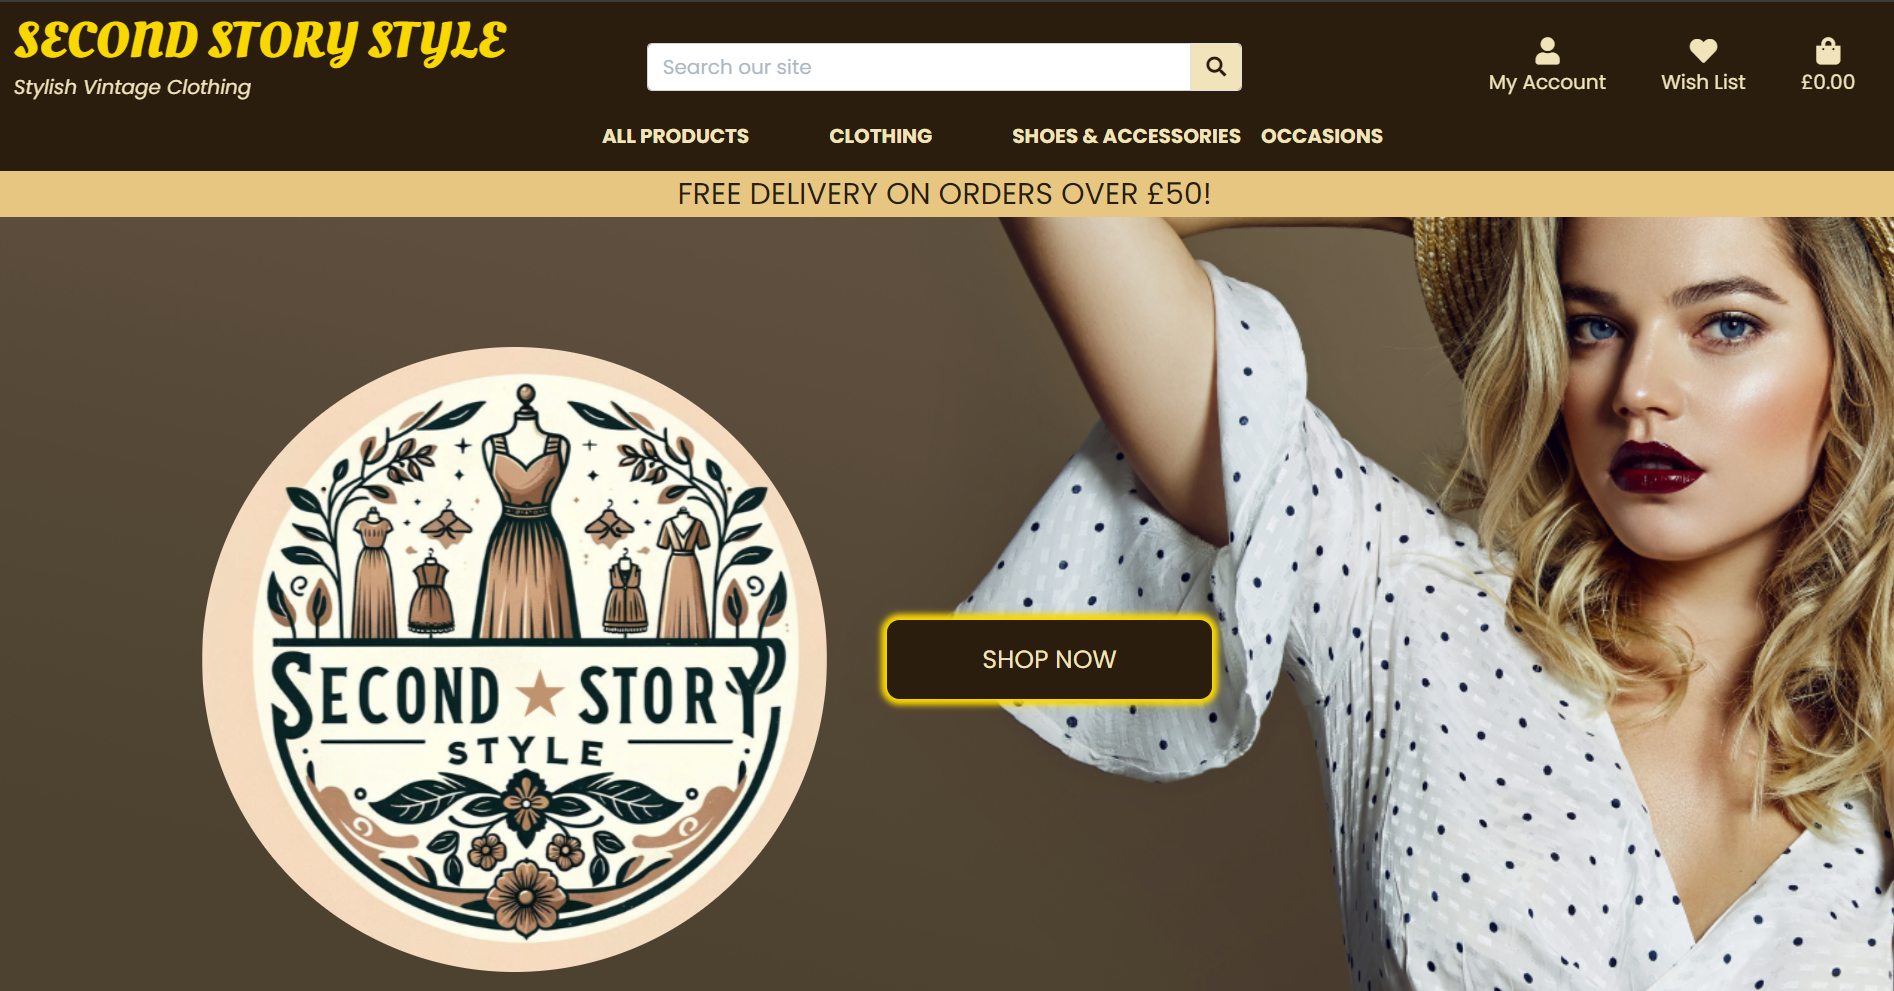 SECOND STORY STYLE
Stylish Vintage Clothing
Search our site
My Account
Wish List
£0.00
ALL PRODUCTS
CLOTHING
SHOES & ACCESSORIES
OCCASIONS
FREE DELIVERY ON ORDERS OVER £50!
SECOND STORY
STYLE
SHOP NOW